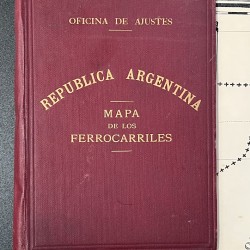 OFICINA DE AJUSTES
REPUBLICA ARGENTINA
MAPA
DE LOS
FERROCARRILES